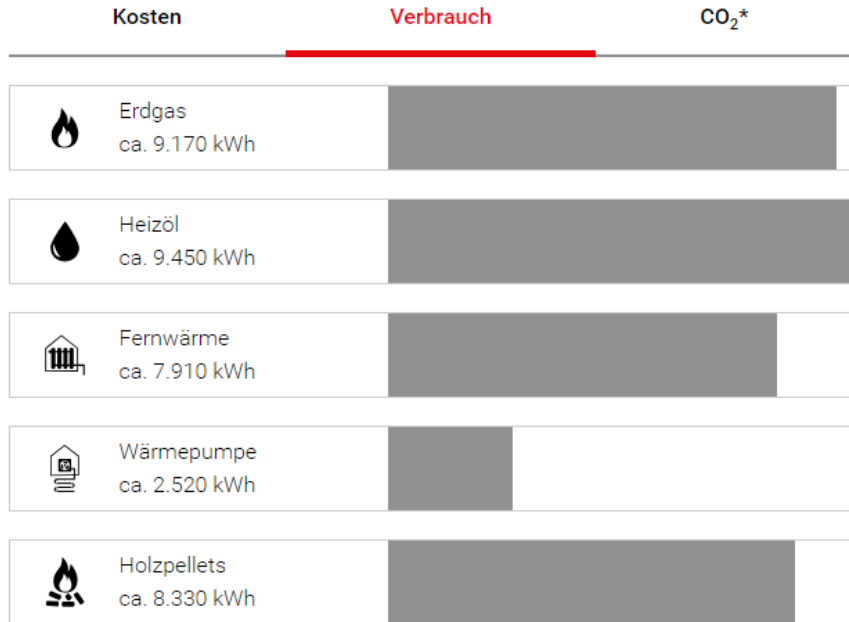 Kosten Verbrauch CO₂*
Erdgas
ca. 9.170 kWh
Heizöl
ca. 9.450 kWh
Fernwärme
ca. 7.910 kWh
Wärmepumpe
ca. 2.520 kWh
Holzpellets
ca. 8.330 kWh